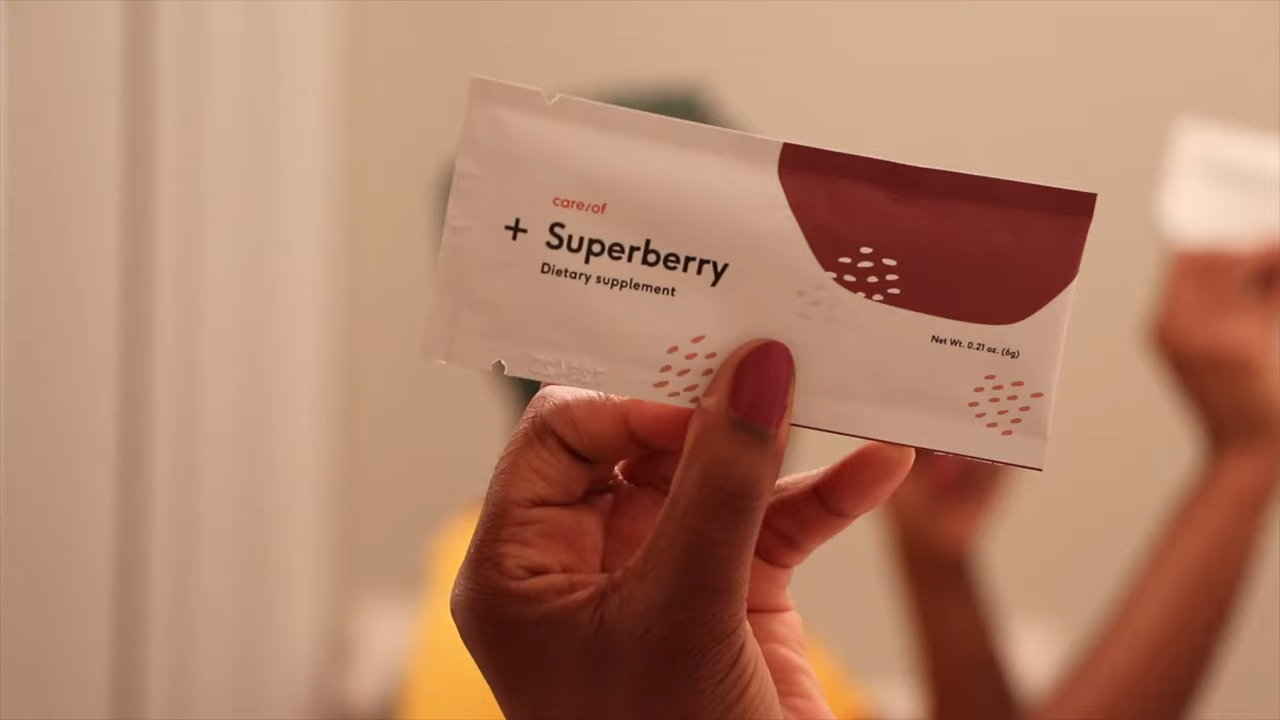 care/of
+ Superberry
Dietary supplement
Net Wt. 0.21 oz. (6g)